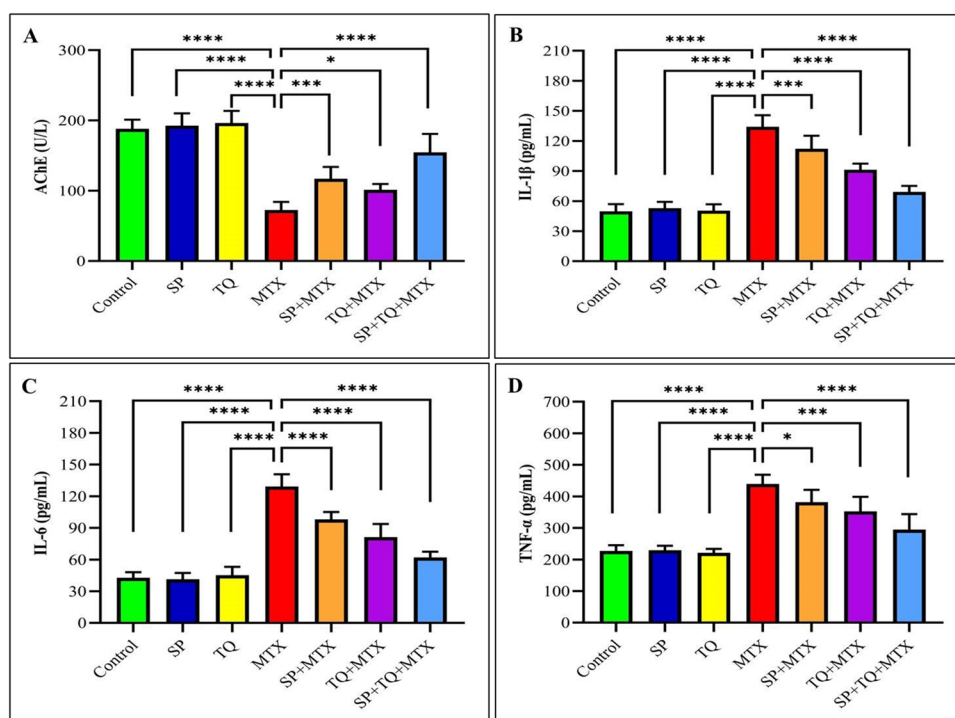 A
AChE (U/L)
300
200
100
0
****
****
****
****
*
***
Control
SP
TQ
MTX
SP+MTX
TQ+MTX
SP+TQ+MTX
B
IL-1β (pg/mL)
210
180
150
120
90
60
30
0
****
****
****
****
****
***
Control
SP
TQ
MTX
SP+MTX
TQ+MTX
SP+TQ+MTX
C
IL-6 (pg/mL)
210
180
150
120
90
60
30
0
****
****
****
****
****
****
Control
SP
TQ
MTX
SP+MTX
TQ+MTX
SP+TQ+MTX
D
TNF-α (pg/mL)
700
600
500
400
300
200
100
0
****
****
****
****
***
*
Control
SP
TQ
MTX
SP+MTX
TQ+MTX
SP+TQ+MTX